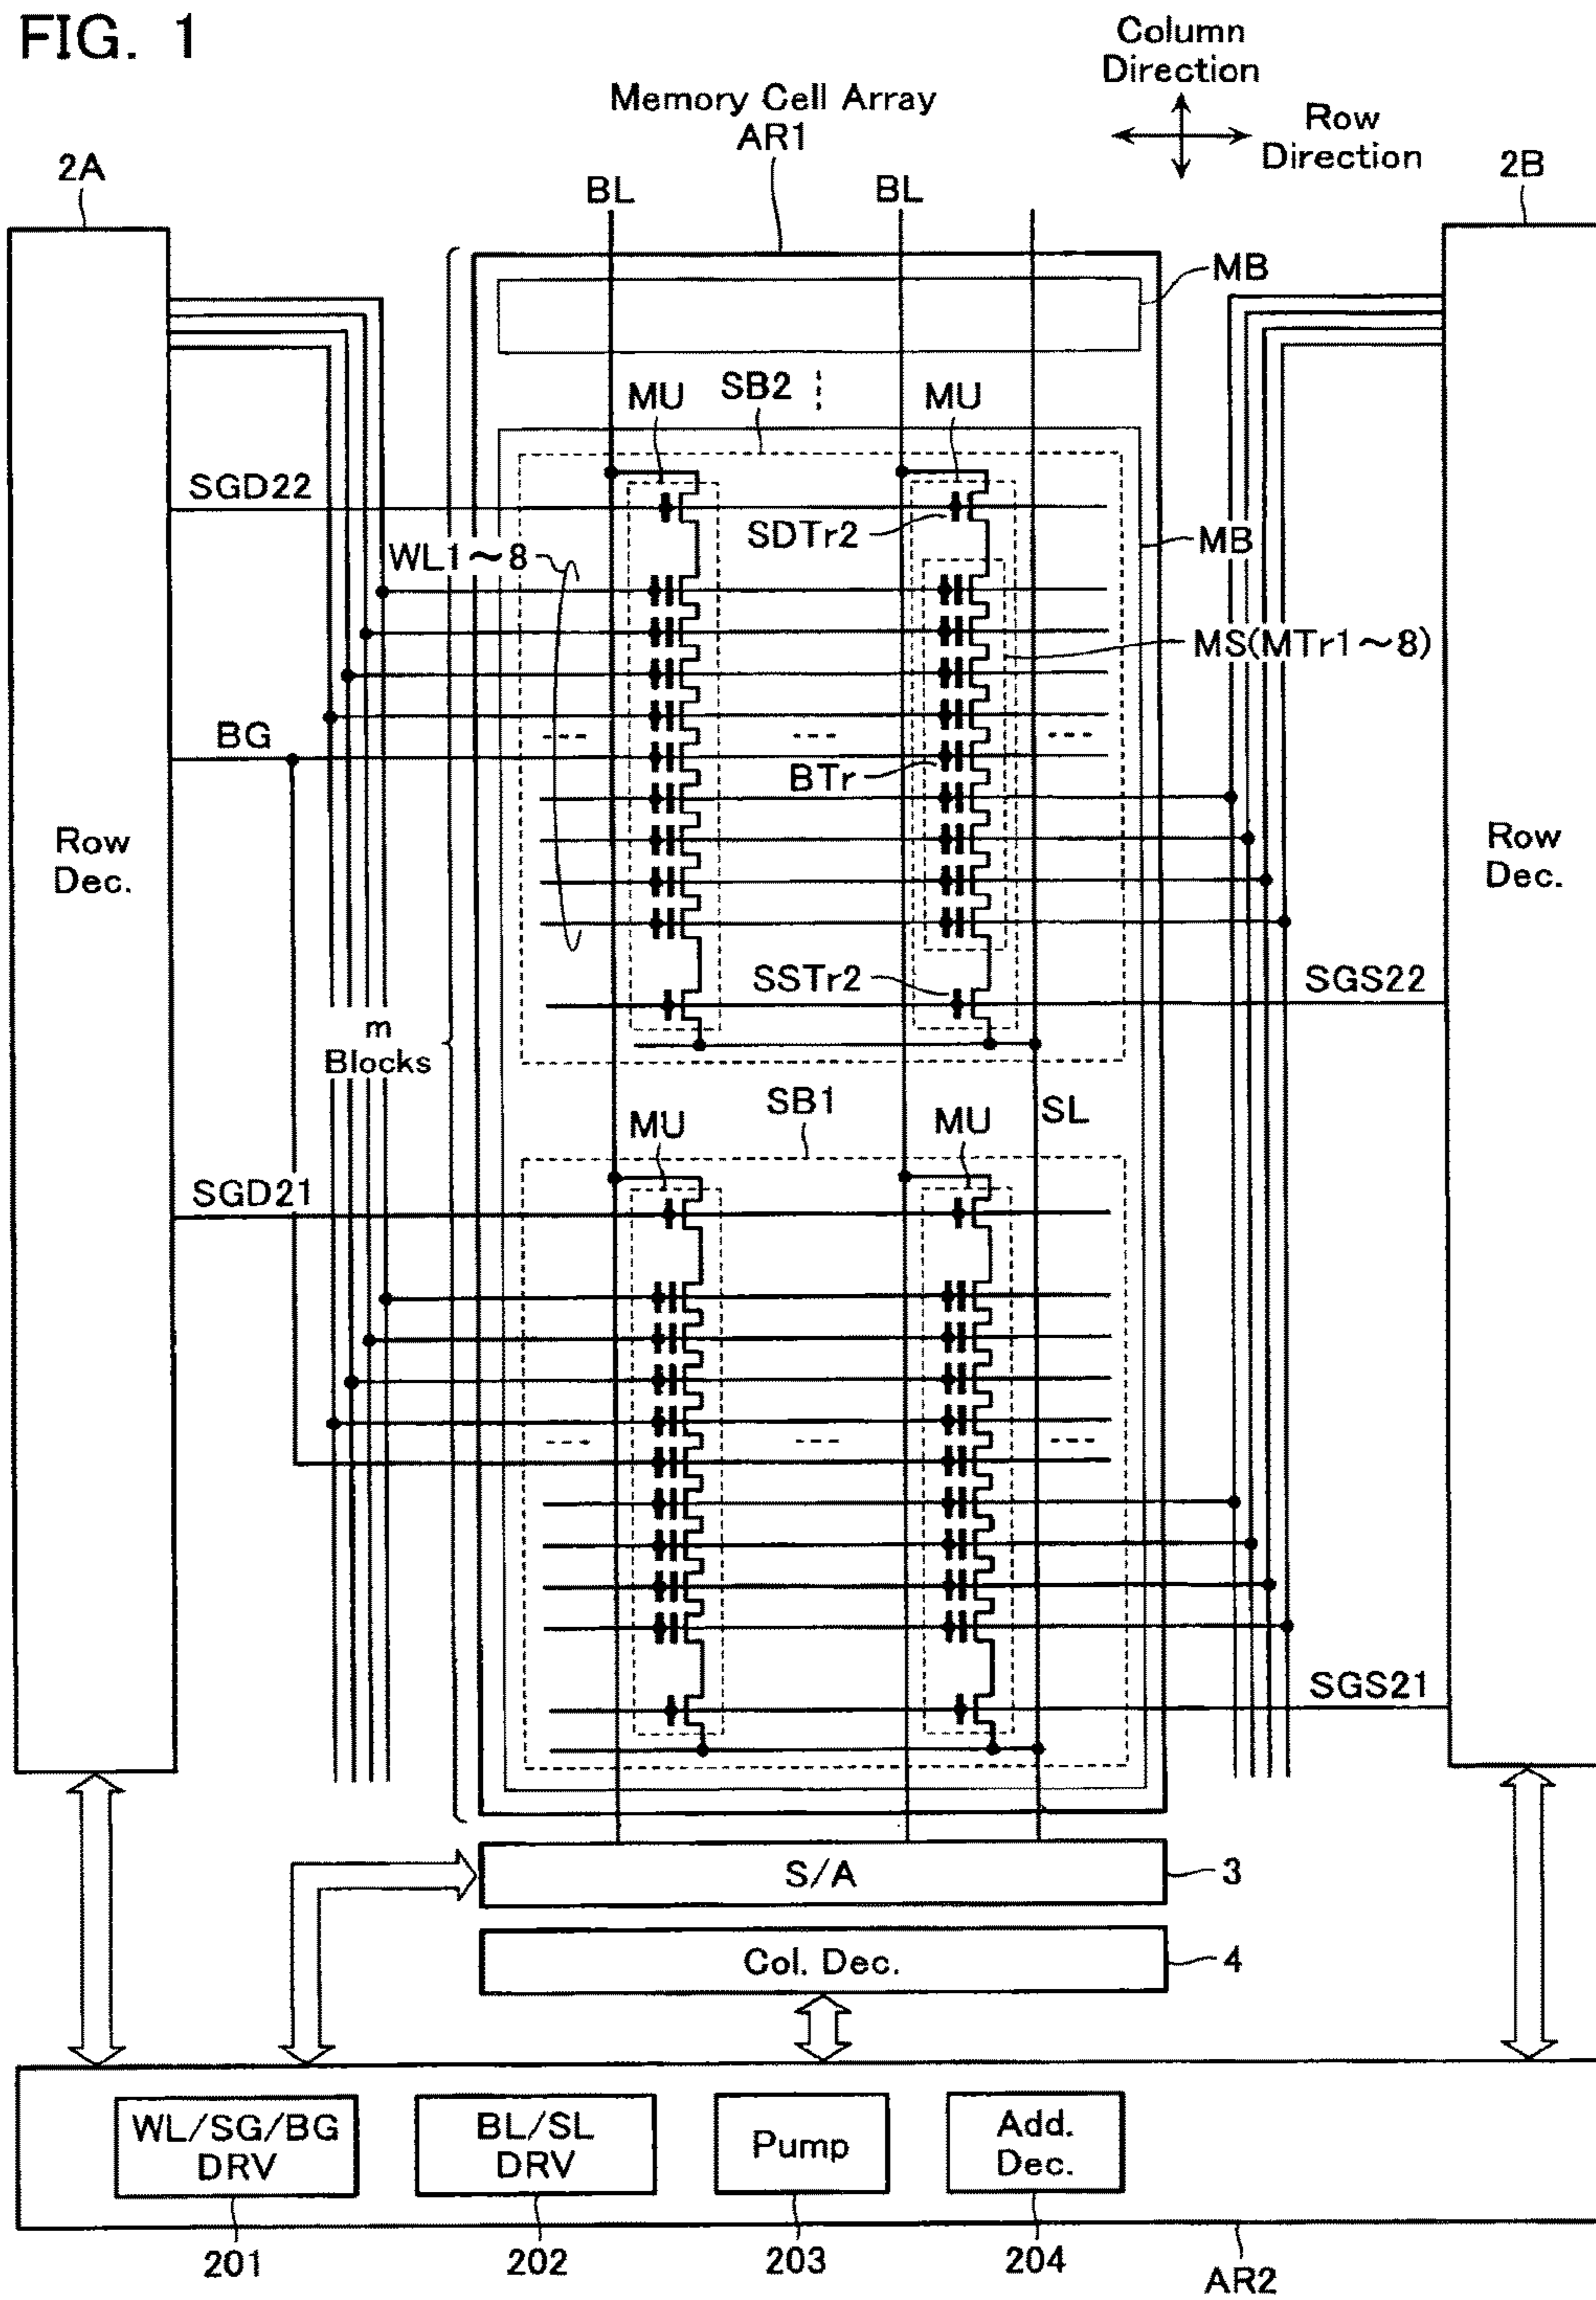 FIG. 1
Column
Direction
Row
Direction
Memory Cell Array
AR1
2A
2B
BL
BL
MB
SB2
MU
MU
SGD22
SDTr2
WL1~8
MB
MS(MTr1~8)
BG
BTr
Row
Dec.
Row
Dec.
SSTr2
SGS22
m
Blocks
SB1
SL
MU
MU
SGD21
SGS21
S/A
3
Col. Dec.
4
WL/SG/BG
DRV
BL/SL
DRV
Pump
Add.
Dec.
201
202
203
204
AR2